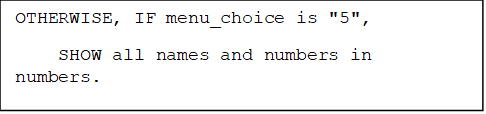 OTHERWISE, IF menu_choice is "5",
SHOW all names and numbers in
numbers.